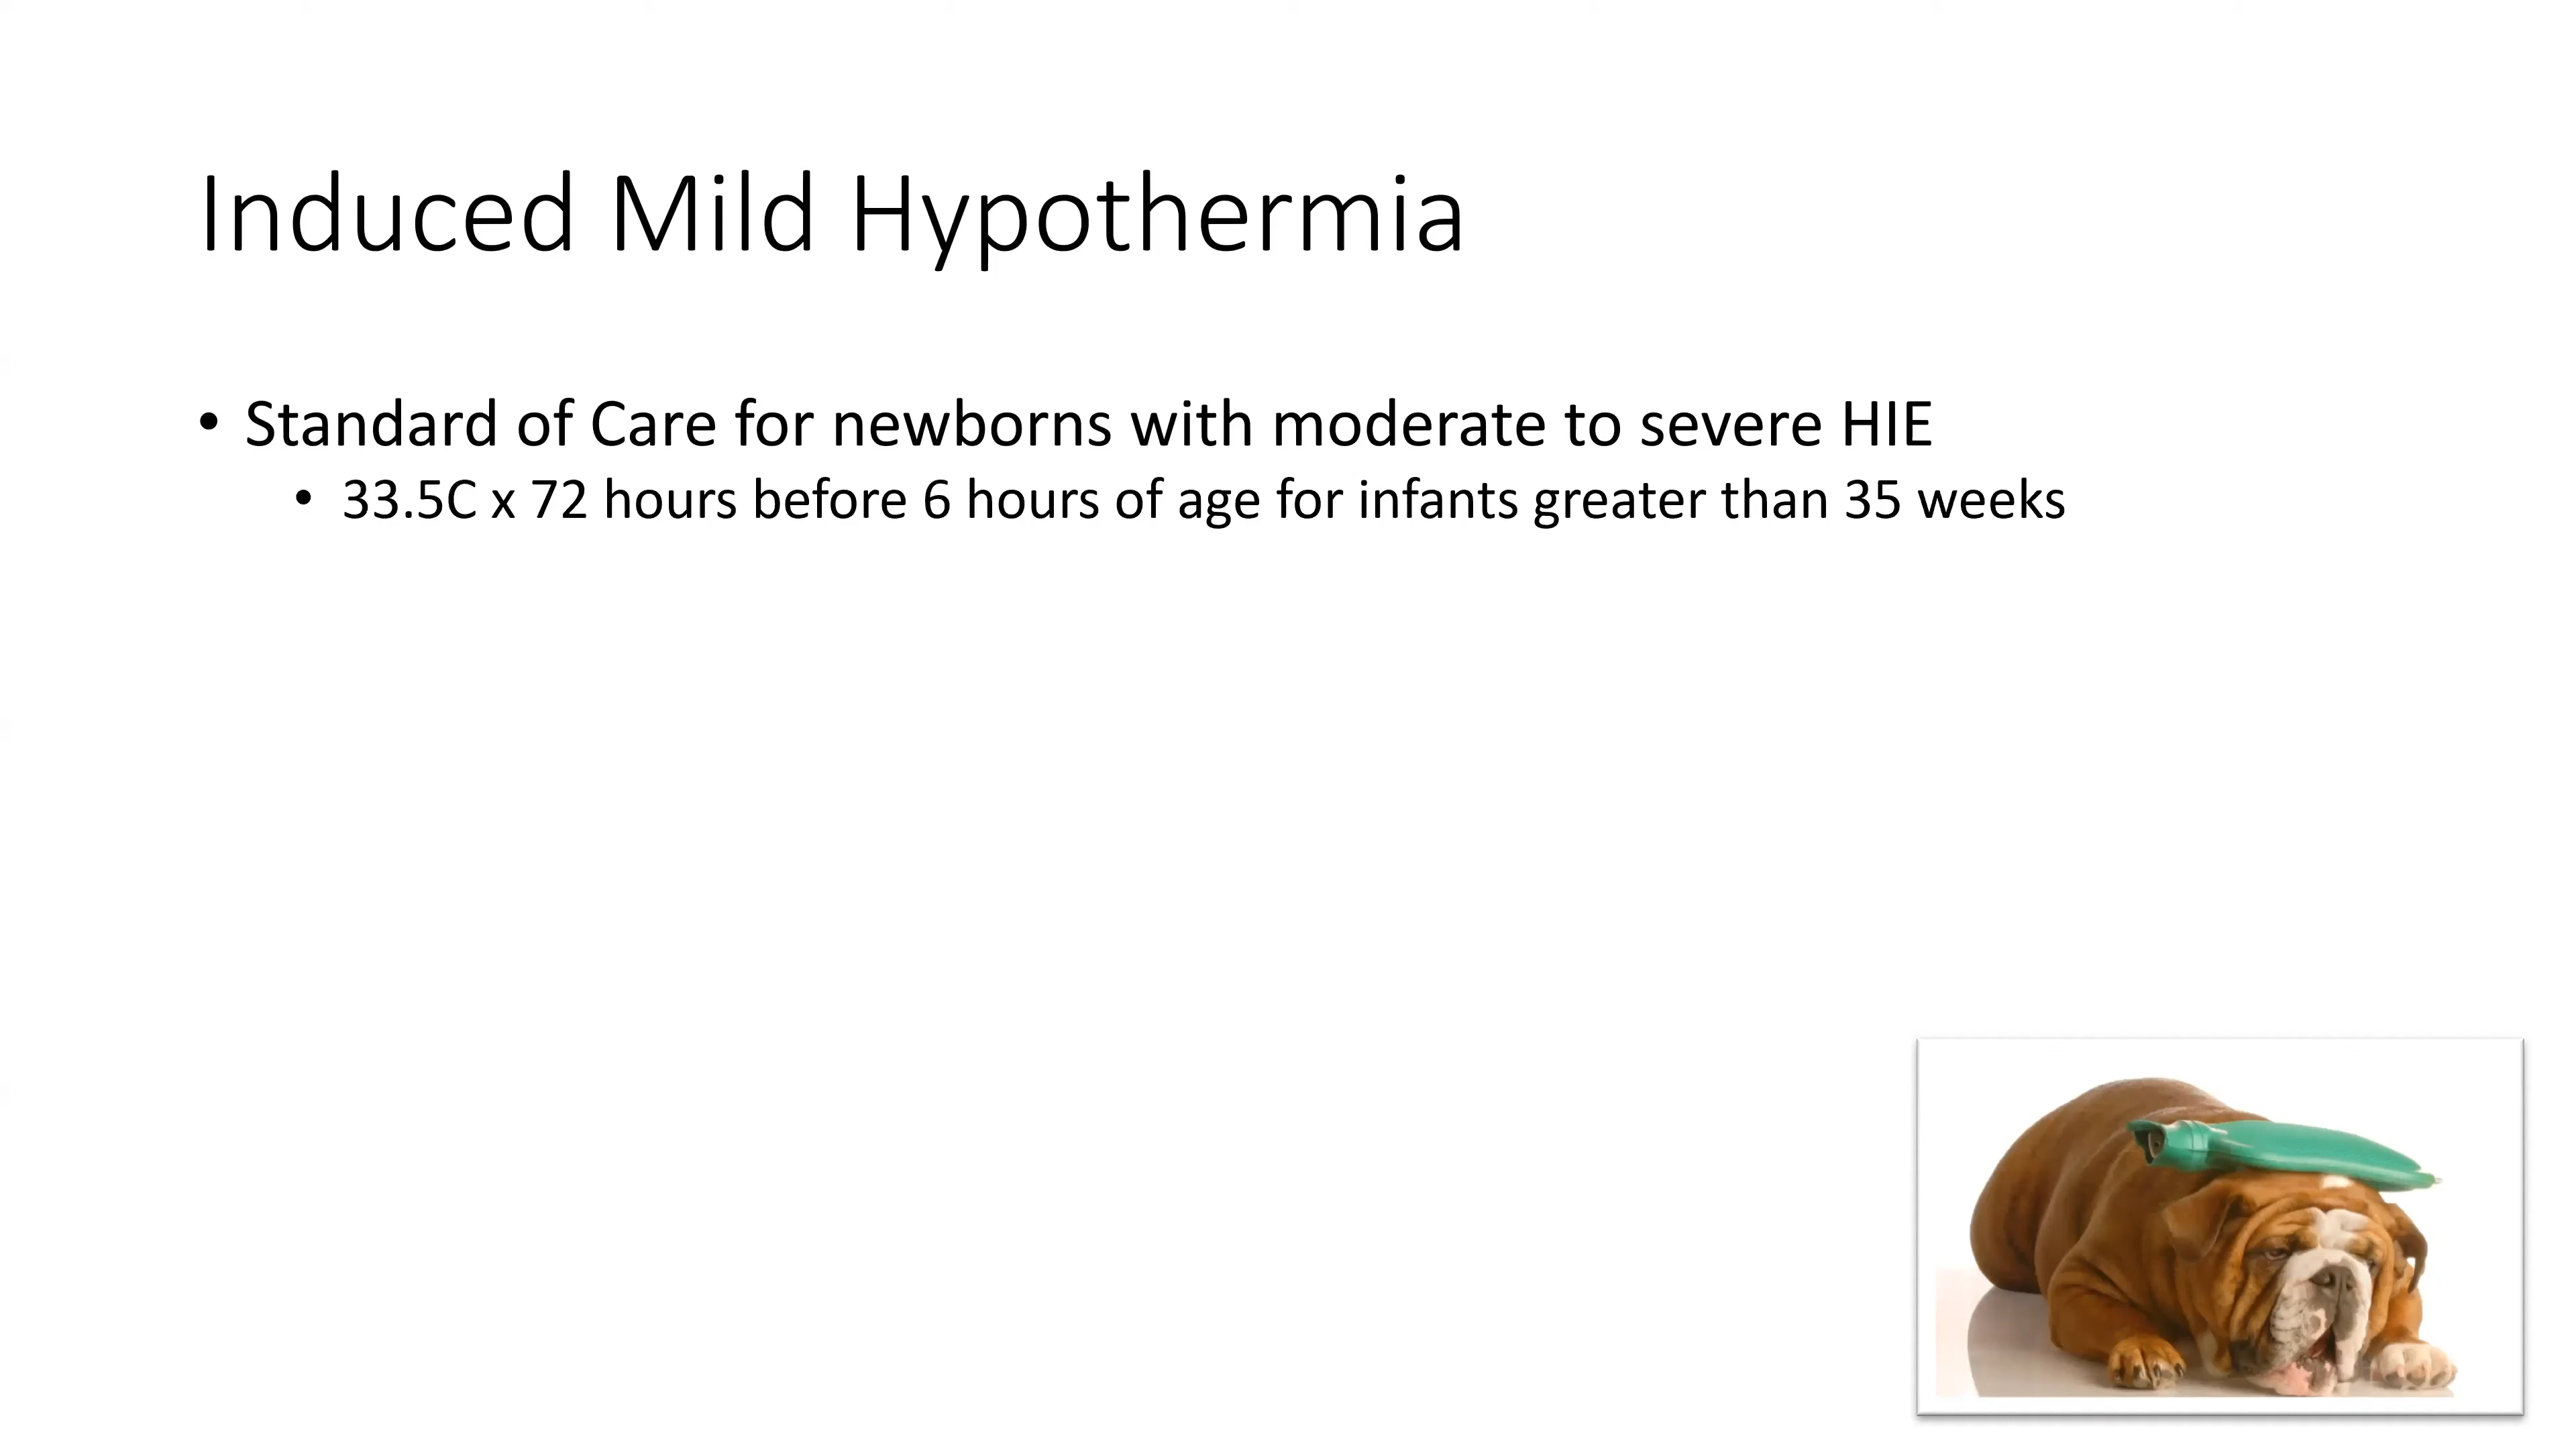 Induced Mild Hypothermia
• Standard of Care for newborns with moderate to severe HIE
• 33.5C x 72 hours before 6 hours of age for infants greater than 35 weeks